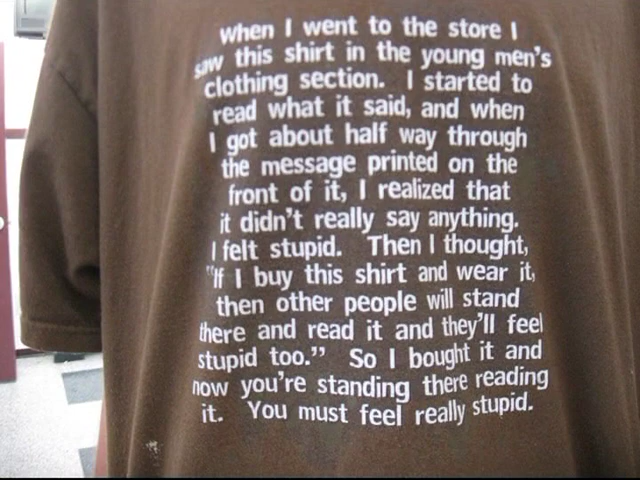 when I went to the store I
saw this shirt in the young men's
clothing section. I started to
read what it said, and when
I got about half way through
the message printed on the
front of it, I realized that
it didn't really say anything.
I felt stupid. Then I thought,
"If I buy this shirt and wear it,
then other people will stand
there and read it and they'll feel
stupid too.” So I bought it and
now you're standing there reading
it. You must feel really stupid.